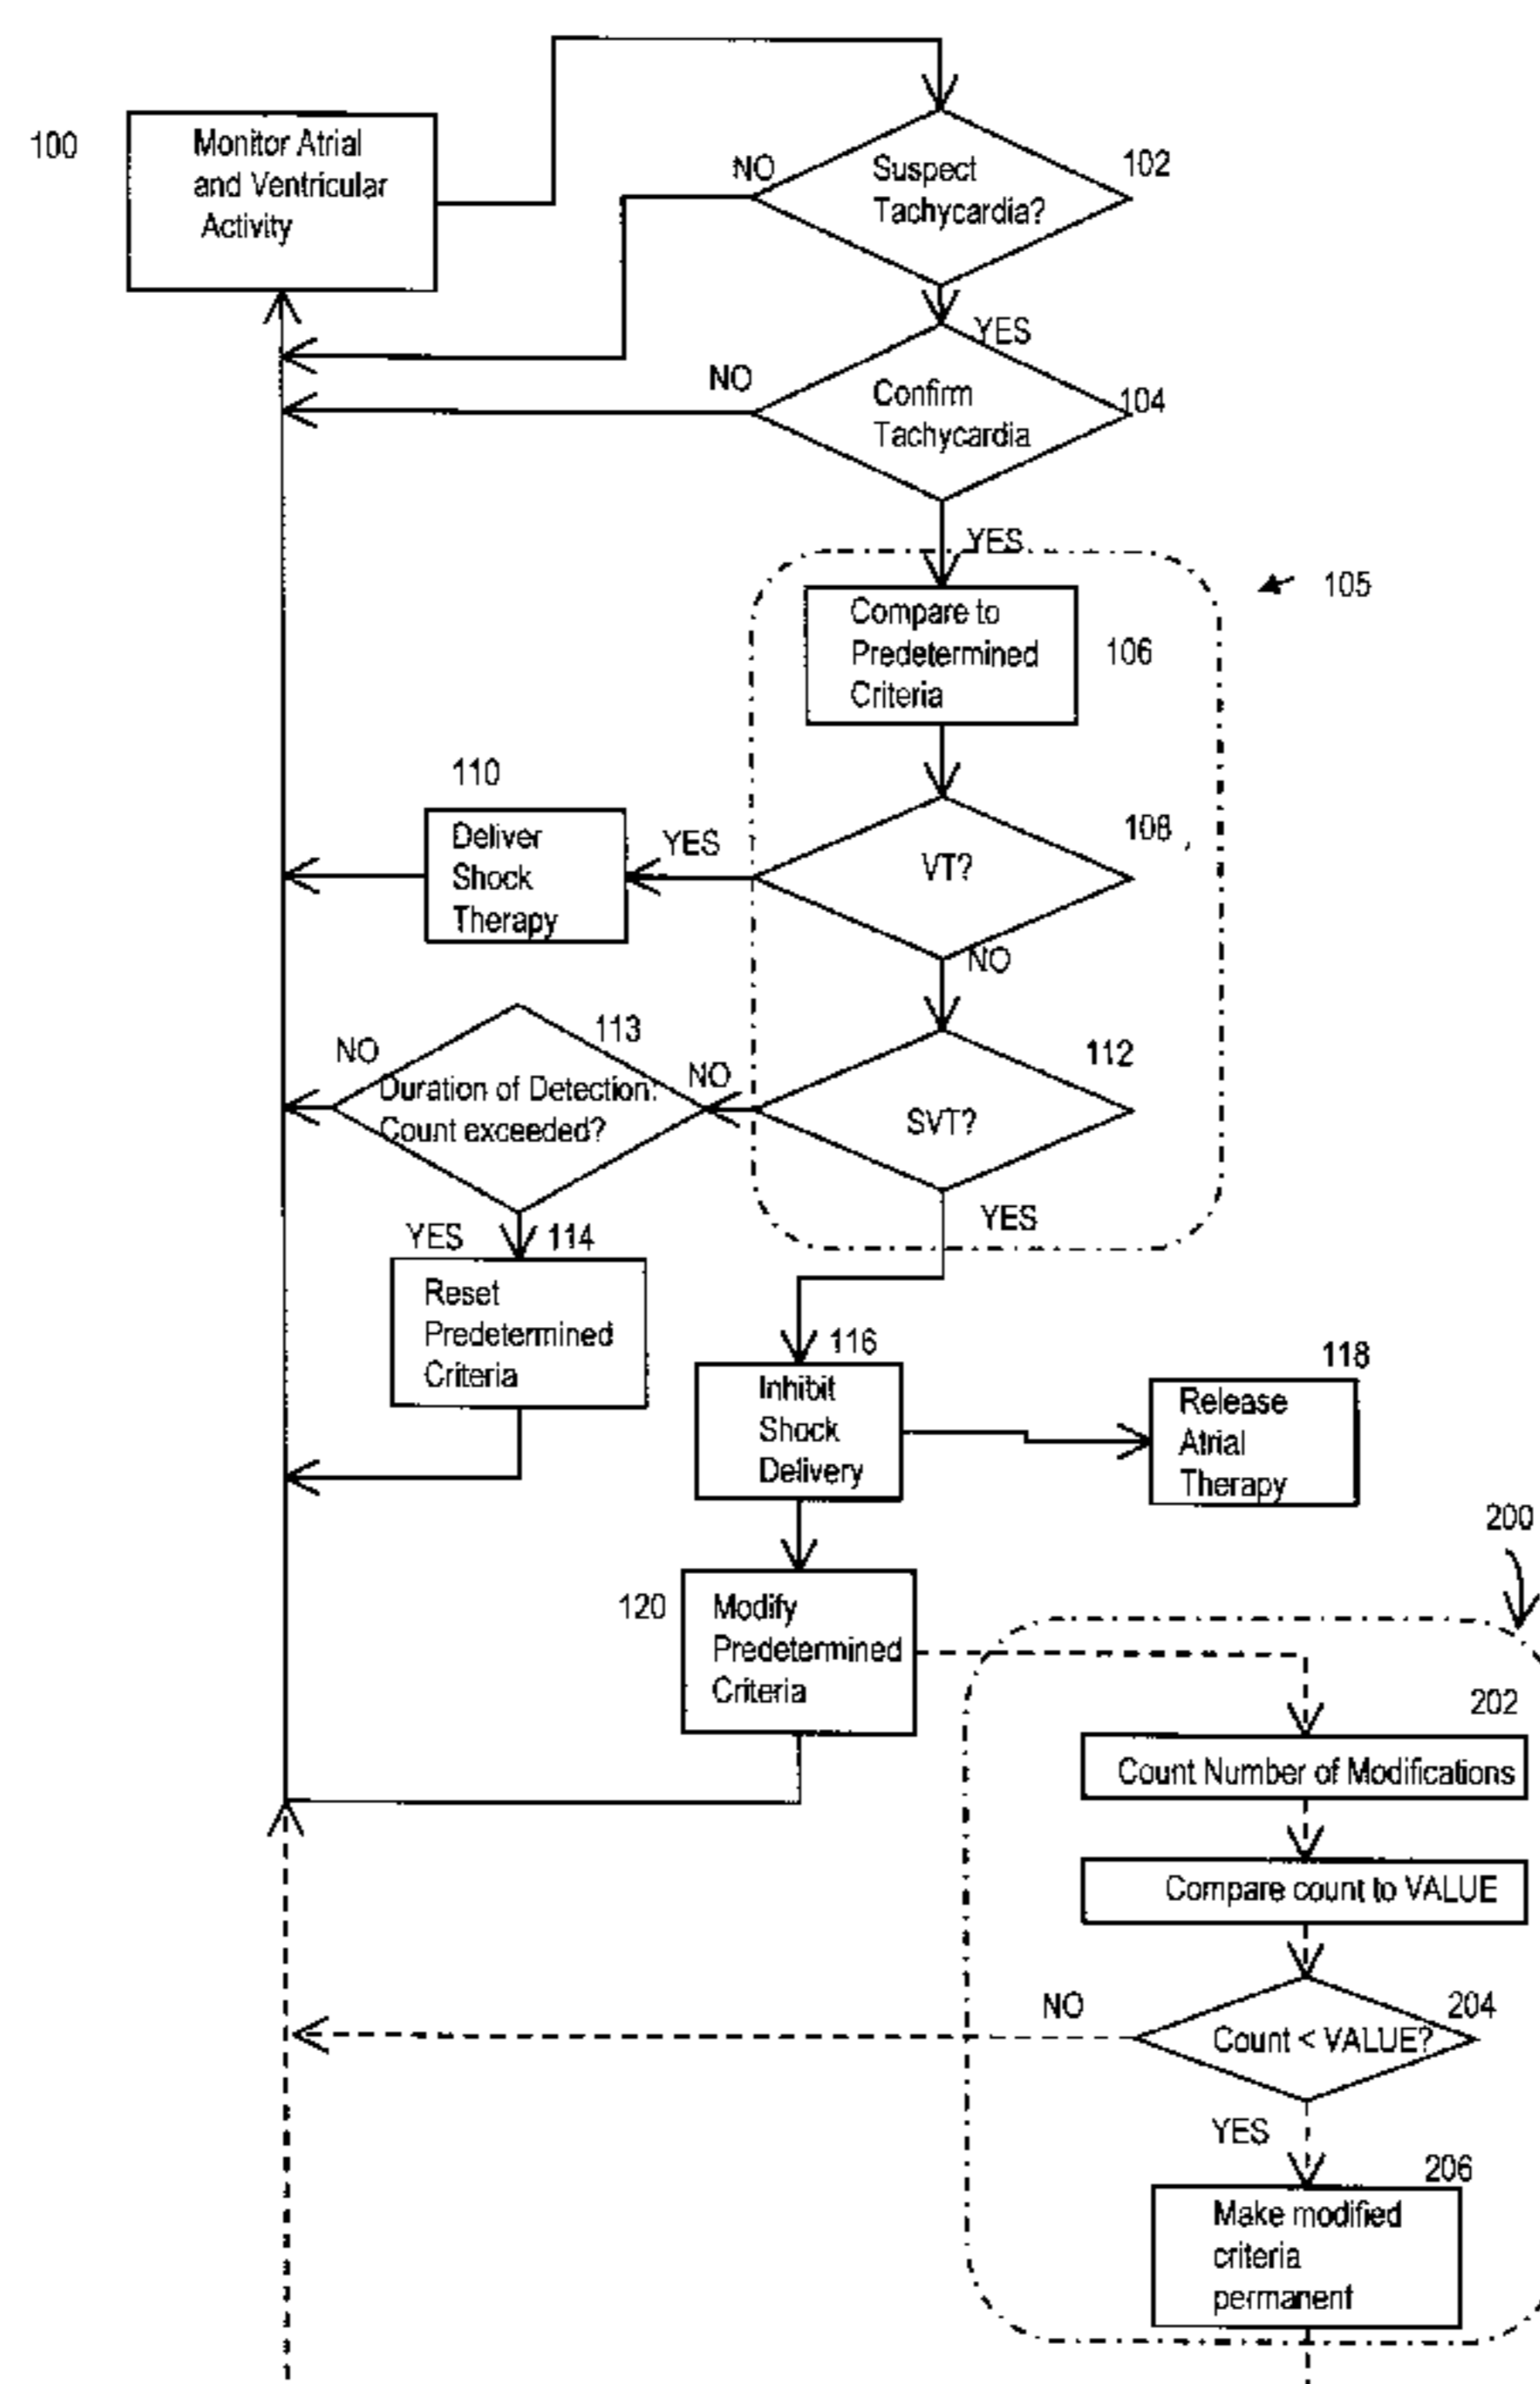 100
Monitor Atrial
and Ventricular
Activity
NO
Suspect
Tachycardia?
102
YES
NO
Confirm
Tachycardia
104
YES
105
Compare to
Predetermined
Criteria
106
110
Deliver
Shock
Therapy
YES
VT?
108
NO
NO
113
Duration of Detection
Count exceeded?
NO
112
SVT?
YES
YES
114
Reset
Predetermined
Criteria
116
Inhibit
Shock
Delivery
118
Release
Atrial
Therapy
200
120
Modify
Predetermined
Criteria
202
Count Number of Modifications
Compare count to VALUE
NO
204
Count < VALUE?
YES
206
Make modified
criteria
permanent